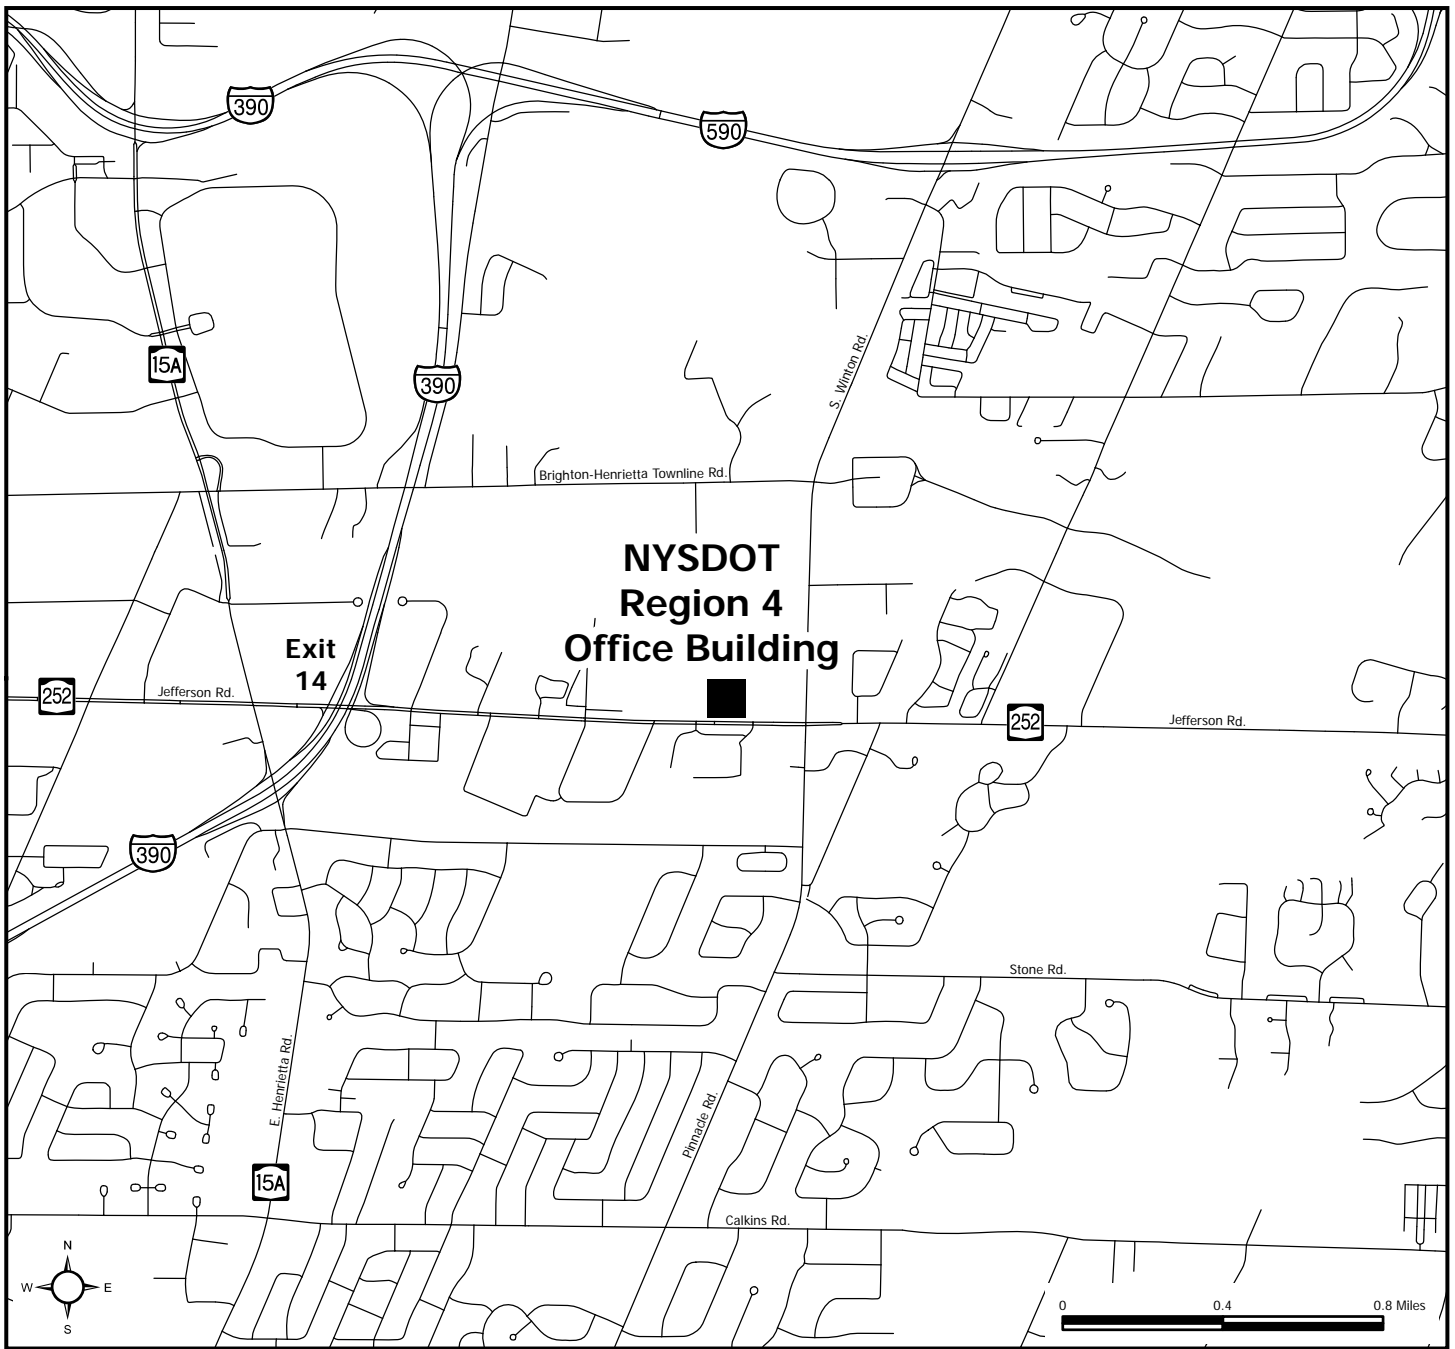 390
590
15A
390
S. Winton Rd.
Brighton-Henrietta Townline Rd.
NYSDOT
Region 4
Office Building
Exit
14
252
Jefferson Rd.
252
Jefferson Rd.
390
Stone Rd.
E. Henrietta Rd.
Pinnacle Rd.
15A
Calkins Rd.
N
W E
S
0 0.4 0.8 Miles